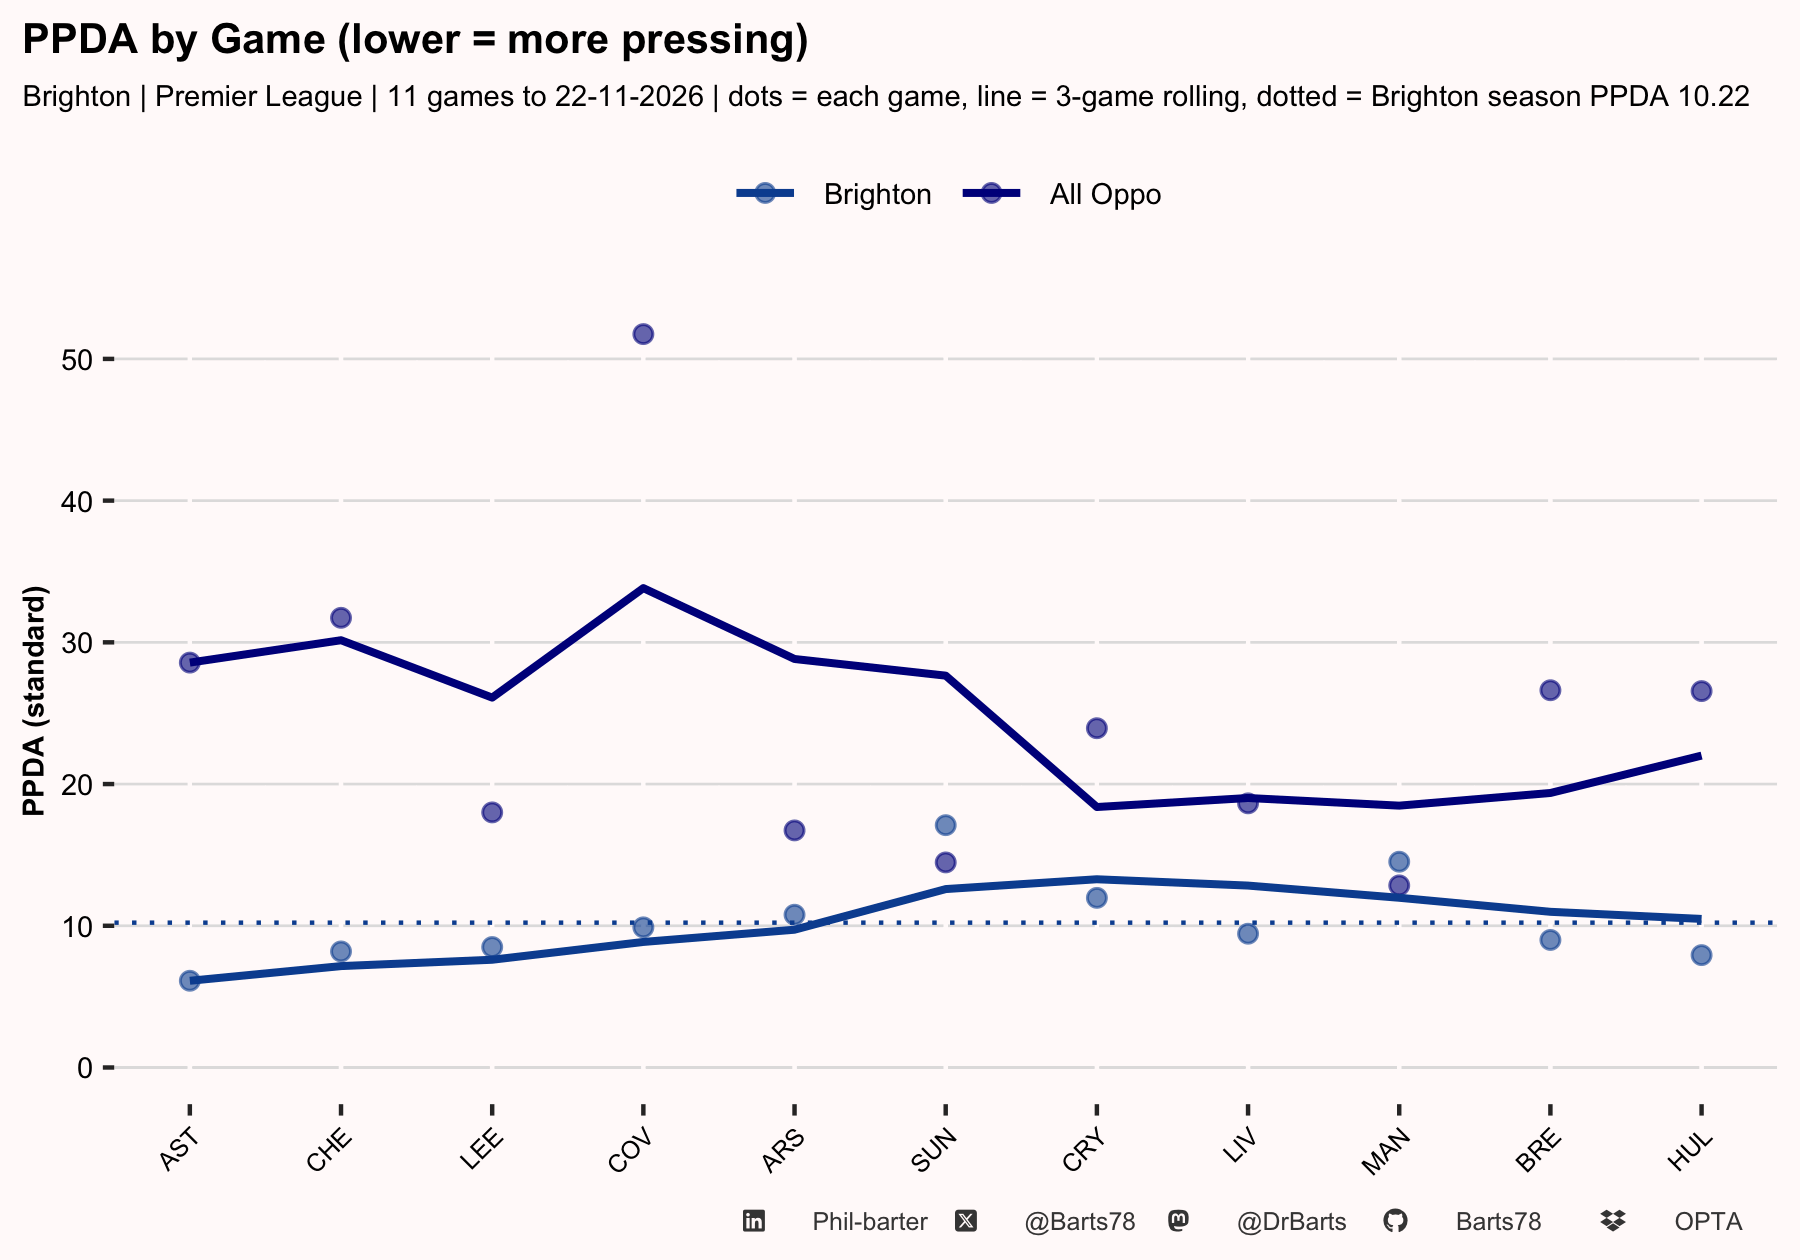 PPDA by Game (lower = more pressing)
Brighton | Premier League | 11 games to 22-11-2026 | dots = each game, line = 3-game rolling, dotted = Brighton season PPDA 10.22
Brighton All Oppo
PPDA (standard)
50
40
30
20
10
0
AST CHE LEE COV ARS SUN CRY LIV MAN BRE HUL
Phil-barter @Barts78 @DrBarts Barts78 OPTA